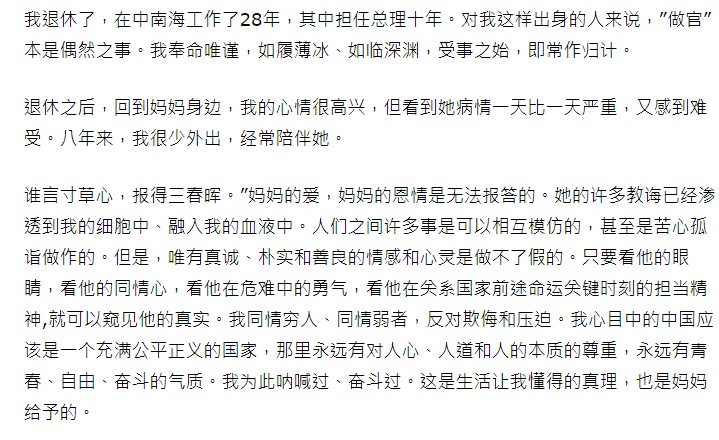 我退休了，在中南海工作了28年，其中担任总理十年。对我这样出身的人来说，”做官”
本是偶然之事。我奉命唯谨，如履薄冰、如临深渊，受事之始，即常作归计。
退休之后，回到妈妈身边，我的心情很高兴，但看到她病情一天比一天严重，又感到难
受。八年来，我很少外出，经常陪伴她。
谁言寸草心，报得三春晖。”妈妈的爱，妈妈的恩情是无法报答的。她的许多教诲已经渗
透到我的细胞中、融入我的血液中。人们之间许多事是可以相互模仿的，甚至是苦心孤
诣做作的。但是，唯有真诚、朴实和善良的情感和心灵是做不了假的。只要看他的眼
睛，看他的同情心，看他在危难中的勇气，看他在关系国家前途命运关键时刻的担当精
神,就可以窥见他的真实。我同情穷人、同情弱者，反对欺侮和压迫。我心目中的中国应
该是一个充满公平正义的国家，那里永远有对人心、人道和人的本质的尊重，永远有青
春、自由、奋斗的气质。我为此呐喊过、奋斗过。这是生活让我懂得的真理，也是妈妈
给予的。